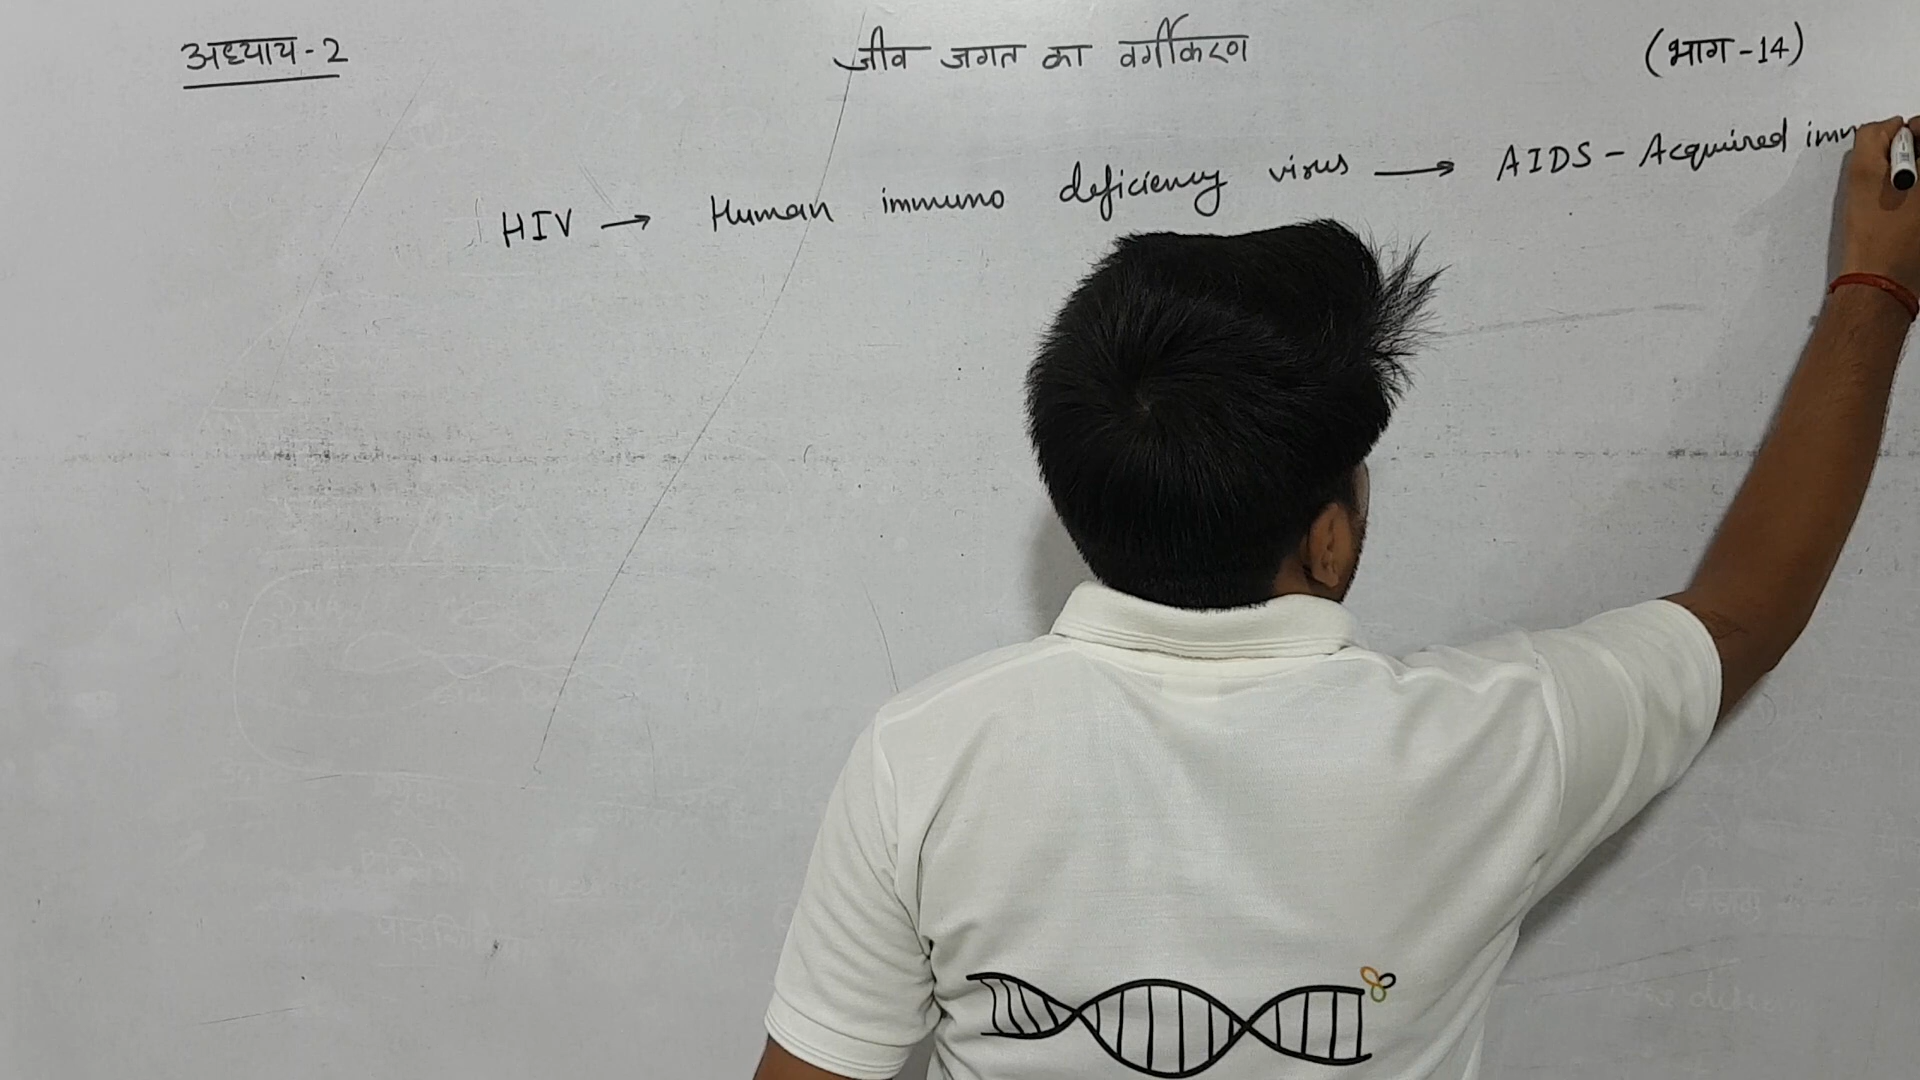 अध्याय-2 जीव जगत का वर्गीकरण (भाग-14)
HIV → Human immuno deficiency virus → AIDS - Acquired imm